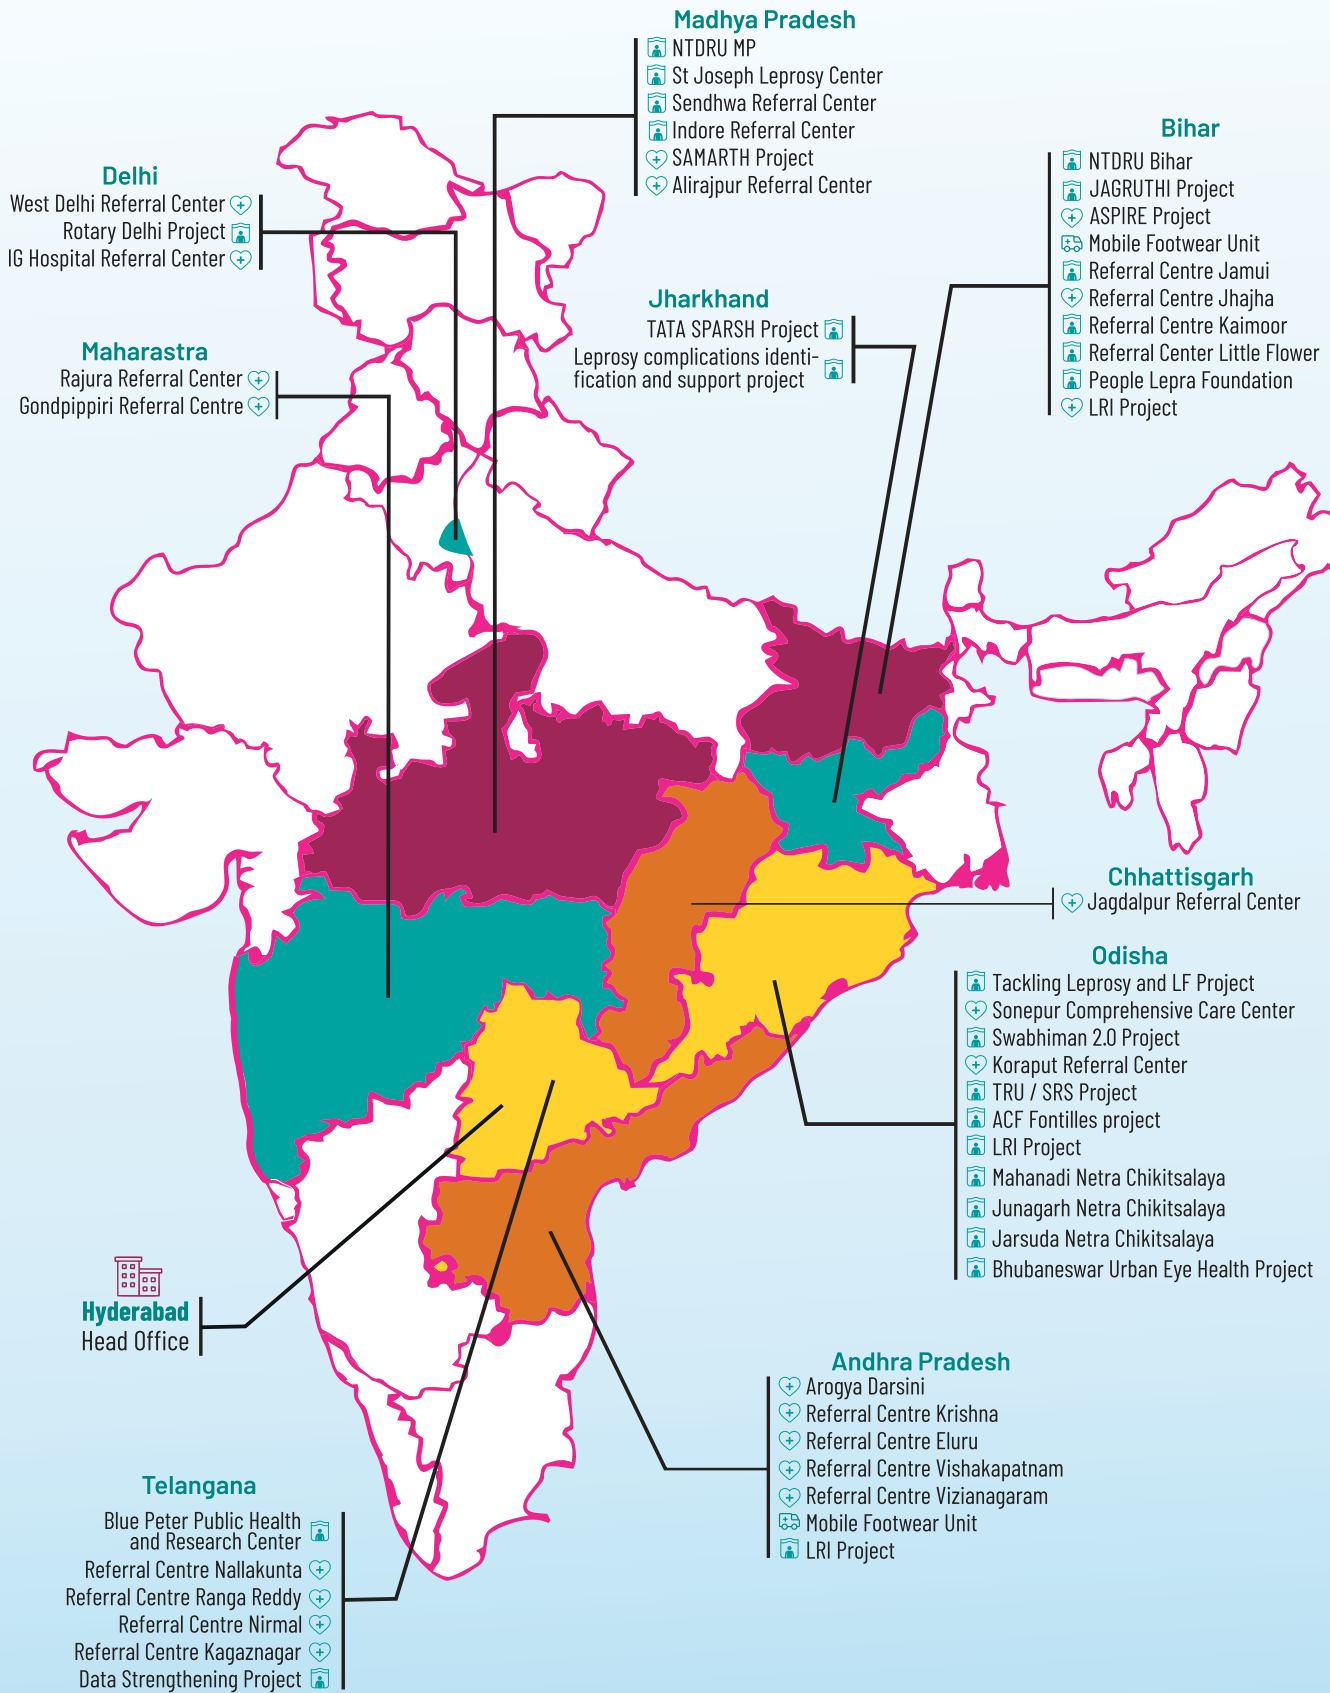 Madhya Pradesh
NTDRU MP
St Joseph Leprosy Center
Sendhwa Referral Center
Indore Referral Center
SAMARTH Project
Alirajpur Referral Center
Bihar
NTDRU Bihar
JAGRUTHI Project
ASPIRE Project
Mobile Footwear Unit
Referral Centre Jamui
Referral Centre Jhajha
Referral Centre Kaimoor
Referral Center Little Flower
People Lepra Foundation
LRI Project
Delhi
West Delhi Referral Center
Rotary Delhi Project
IG Hospital Referral Center
Jharkhand
TATA SPARSH Project
Leprosy complications identi-
fication and support project
Maharastra
Rajura Referral Center
Gondpippiri Referral Centre
Chhattisgarh
Jagdalpur Referral Center
Odisha
Tackling Leprosy and LF Project
Sonepur Comprehensive Care Center
Swabhiman 2.0 Project
Koraput Referral Center
TRU / SRS Project
ACF Fontilles project
LRI Project
Mahanadi Netra Chikitsalaya
Junagarh Netra Chikitsalaya
Jarsuda Netra Chikitsalaya
Bhubaneswar Urban Eye Health Project
Hyderabad
Head Office
Andhra Pradesh
Arogya Darsini
Referral Centre Krishna
Referral Centre Eluru
Referral Centre Vishakapatnam
Referral Centre Vizianagaram
Mobile Footwear Unit
LRI Project
Telangana
Blue Peter Public Health
and Research Center
Referral Centre Nallakunta
Referral Centre Ranga Reddy
Referral Centre Nirmal
Referral Centre Kagaznagar
Data Strengthening Project